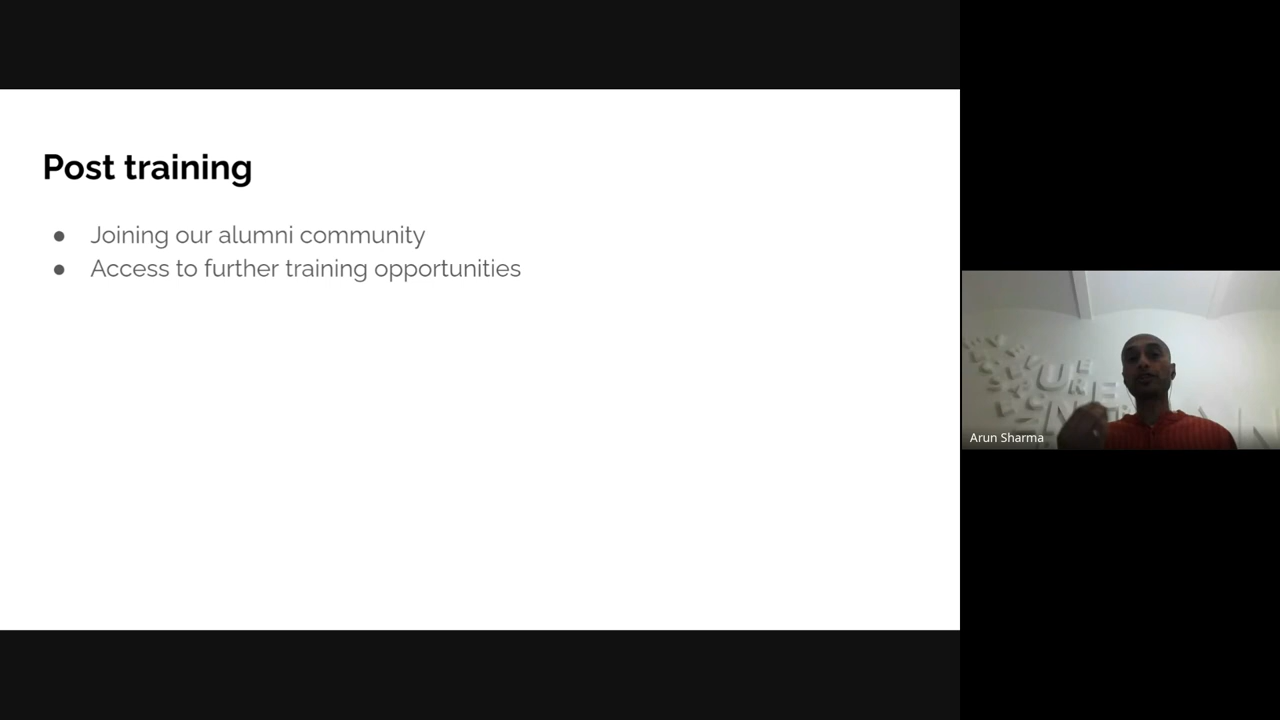 Post training
● Joining our alumni community
● Access to further training opportunities
Arun Sharma